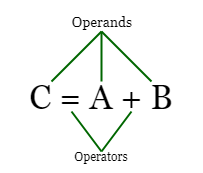 Operands
C = A + B
Operators